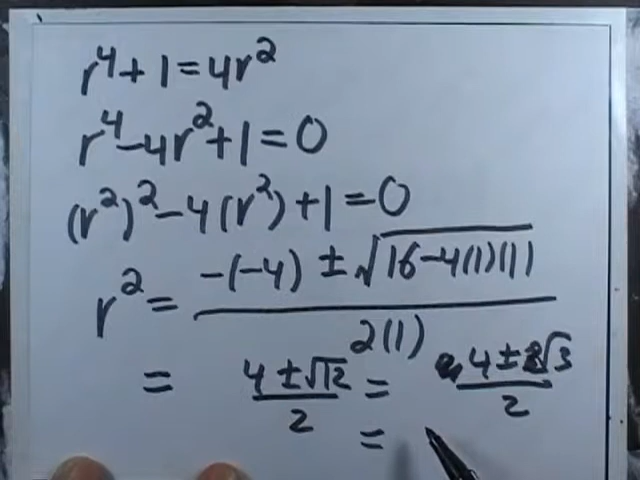 r⁴+1=4r²
r⁴-4r²+1=0
(r²)²-4(r²)+1=0
r² = (-(-4) ± √(16-4(1)(1))) / 2(1)
= (4±√12)/2 = (4±2√3)/2
=